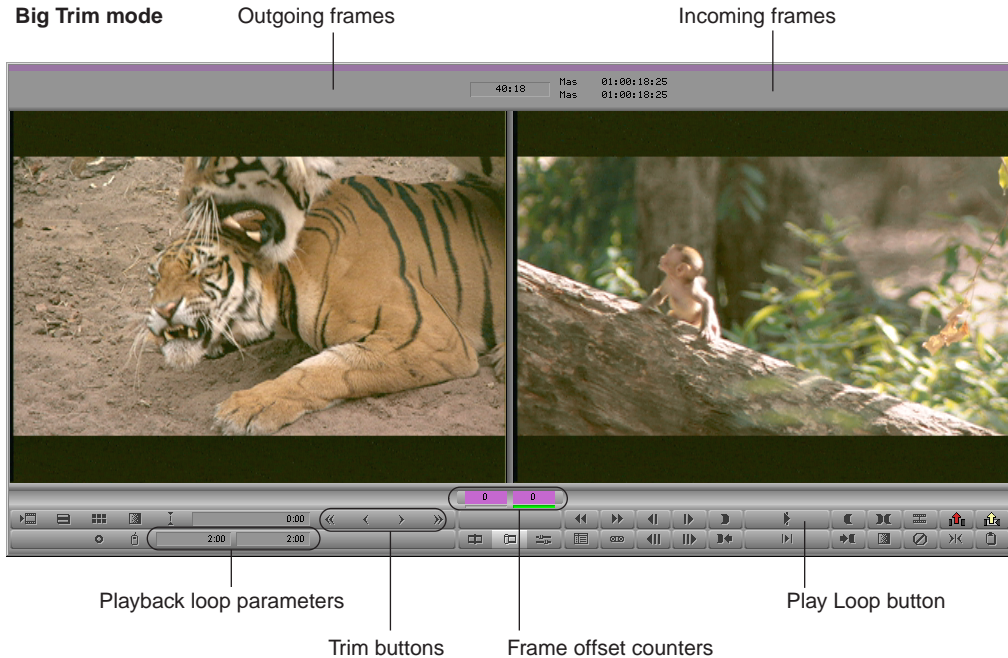 Big Trim mode
Outgoing frames
Incoming frames
40:18
Mas 01:00:18:25
Mas 01:00:18:25
0 0
0:00
2:00 2:00
Playback loop parameters
Play Loop button
Trim buttons
Frame offset counters